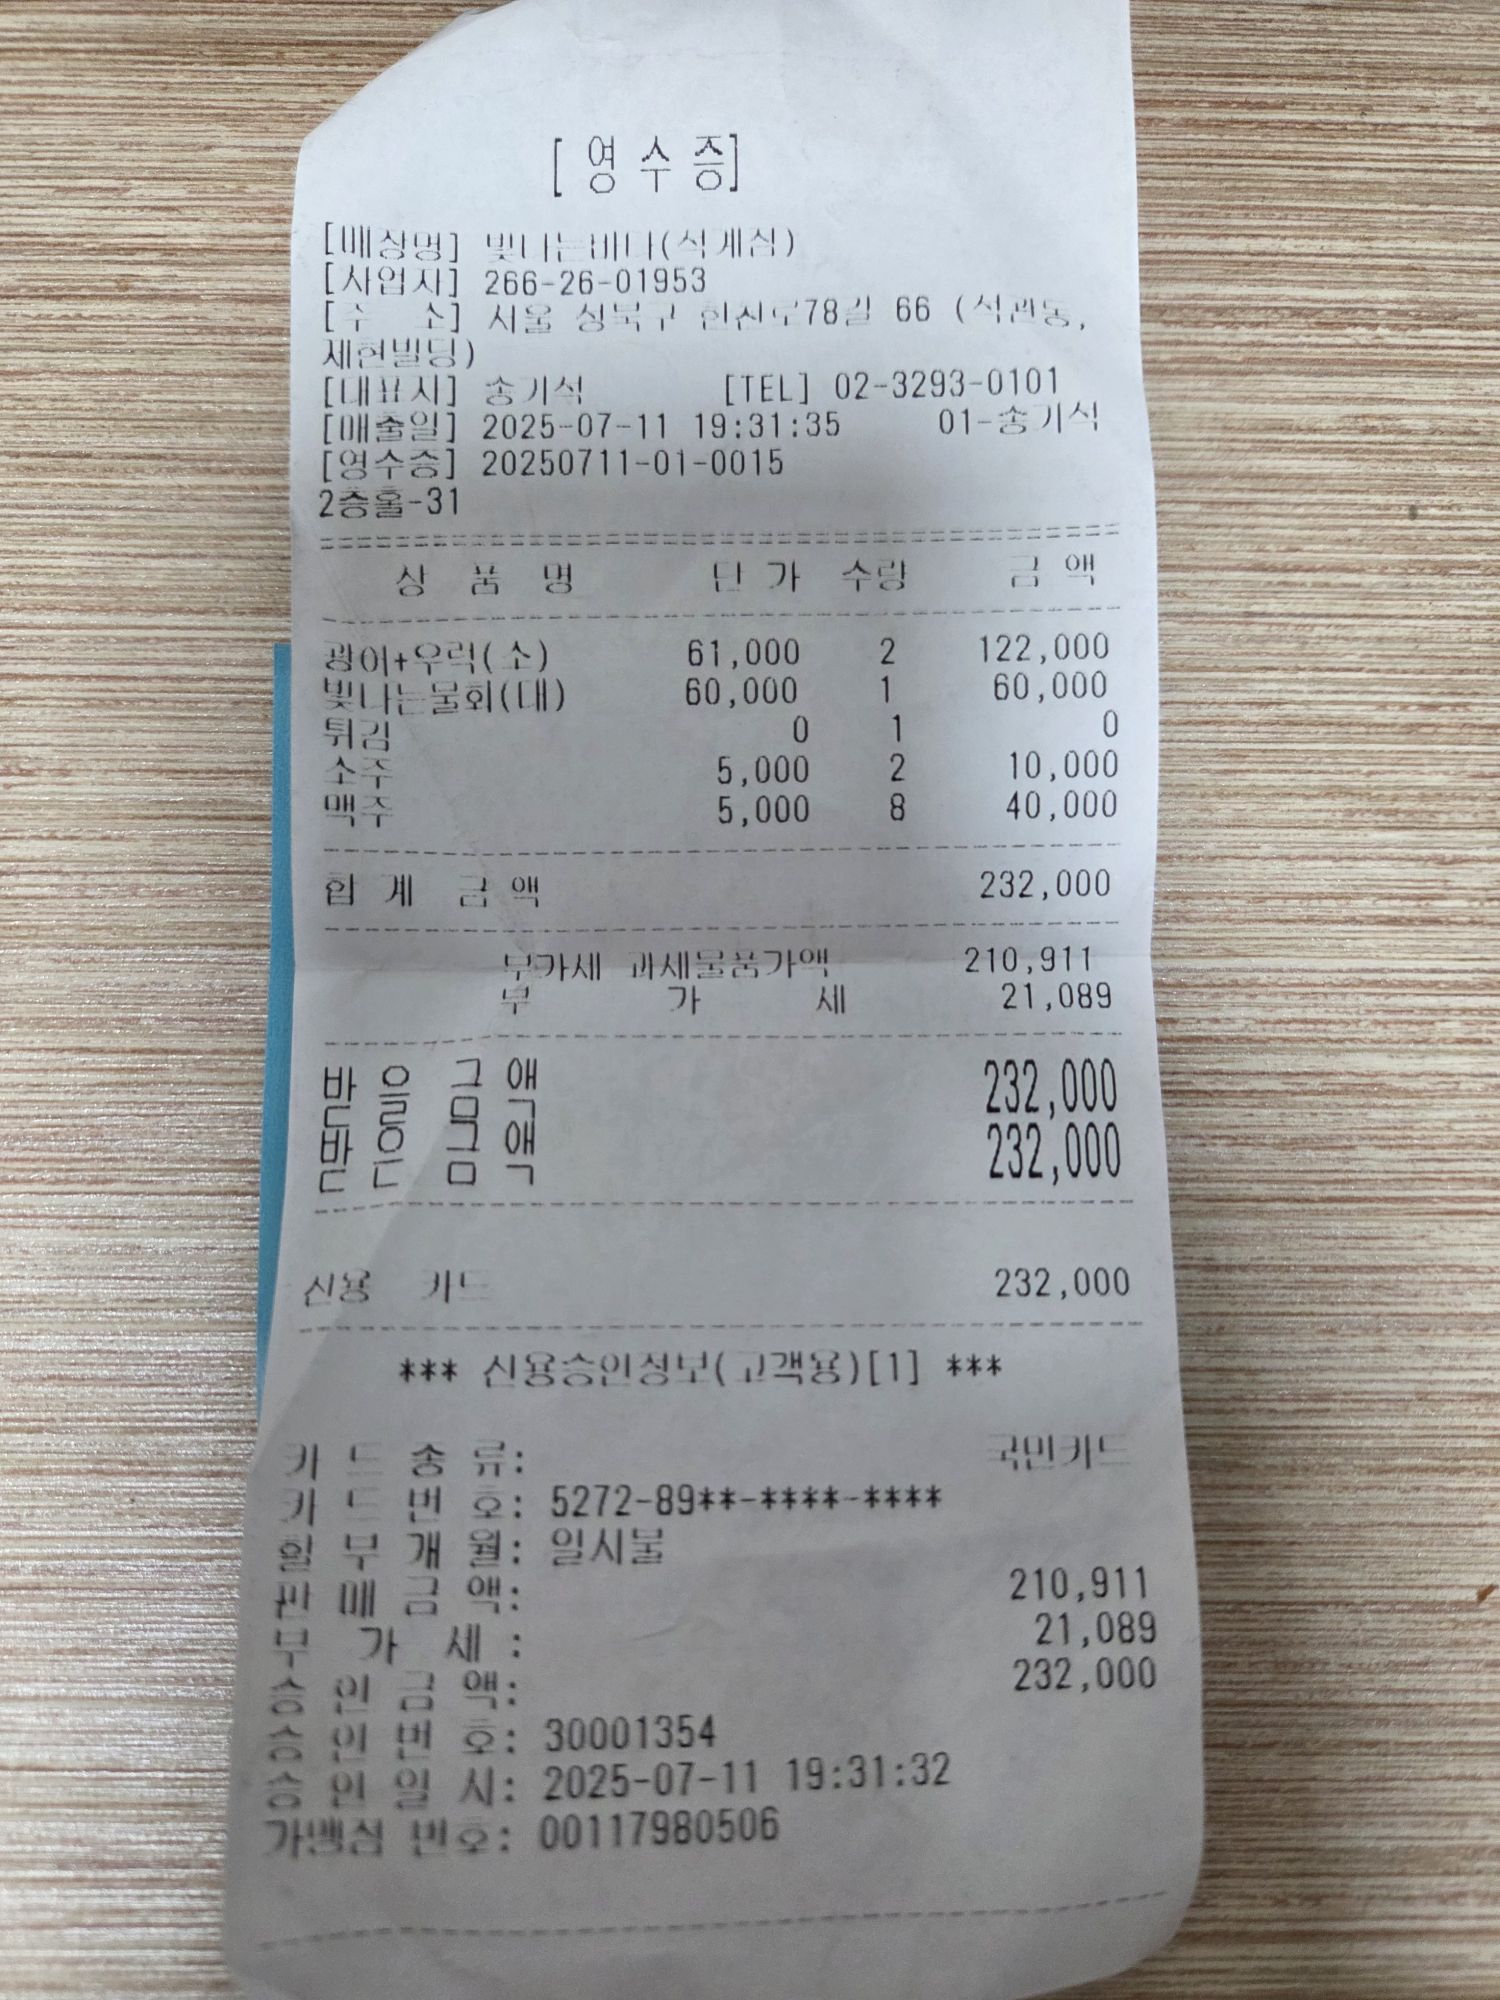 [영수증]
[매장명] 빛나는바다(석계점)
[사업자] 266-26-01953
[주 소] 서울 성북구 한천로78길 66 (석관동,
세현빌딩)
[대표자] 송기식 [TEL] 02-3293-0101
[매출일] 2025-07-11 19:31:35 01-송기식
[영수증] 20250711-01-0015
2층홀-31
상 품 명 단 가 수량 금 액
광어+우럭(소) 61,000 2 122,000
빛나는물회(대) 60,000 1 60,000
튀김 0 1 0
소주 5,000 2 10,000
맥주 5,000 8 40,000
합 계 금 액 232,000
부가세 과세물품가액 210,911
부 가 세 21,089
받 을 금 액 232,000
받 은 금 액 232,000
신용 카드 232,000
*** 신용승인정보(고객용)[1] ***
카 드 종 류: 국민카드
카 드 번 호: 5272-89**-****-****
할 부 개 월: 일시불
판 매 금 액: 210,911
부 가 세 : 21,089
승 인 금 액: 232,000
승 인 번 호: 30001354
승 인 일 시: 2025-07-11 19:31:32
가맹점 번호: 00117980506